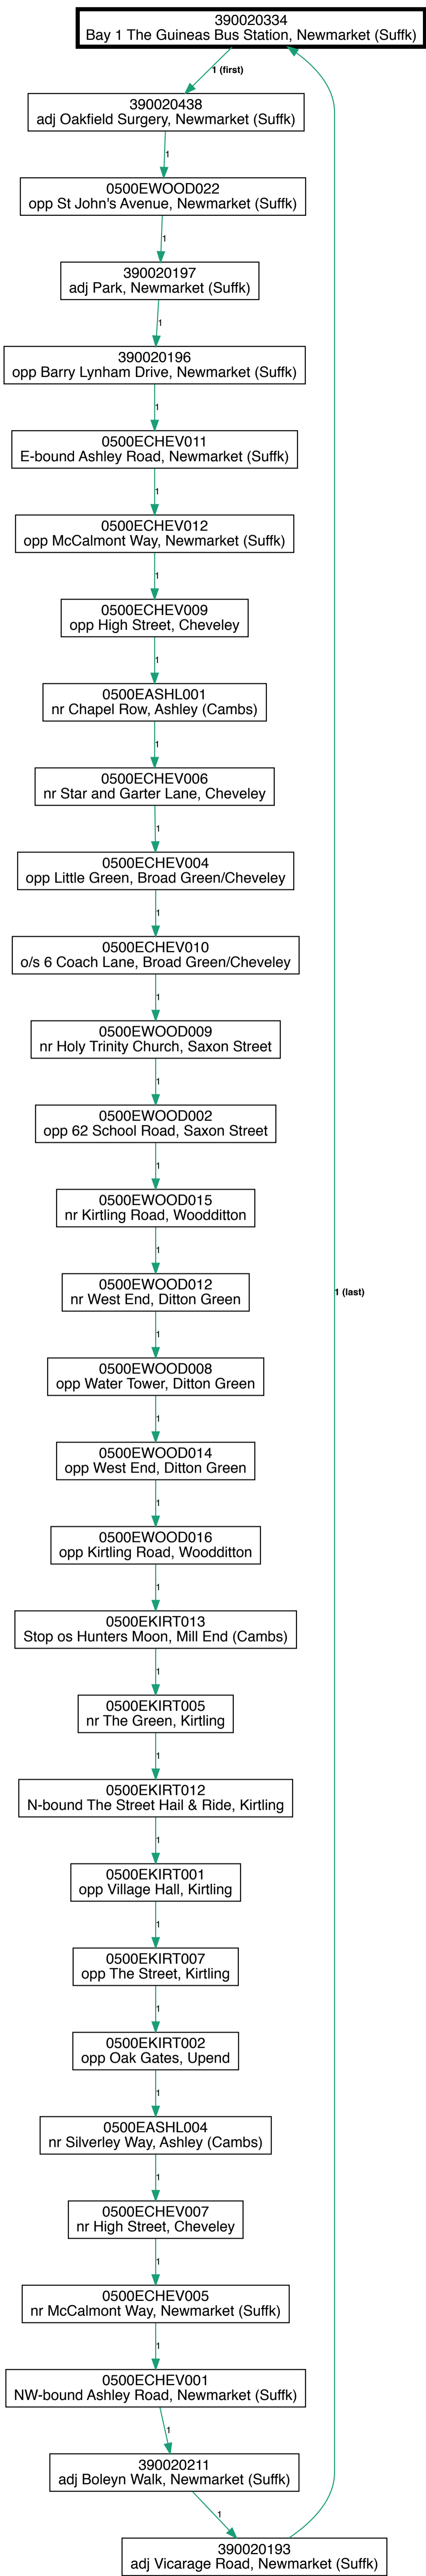 390020334
Bay 1 The Guineas Bus Station, Newmarket (Suffk)
1 (first)
390020438
adj Oakfield Surgery, Newmarket (Suffk)
1
0500EWOOD022
opp St John's Avenue, Newmarket (Suffk)
1
390020197
adj Park, Newmarket (Suffk)
1
390020196
opp Barry Lynham Drive, Newmarket (Suffk)
1
0500ECHEV011
E-bound Ashley Road, Newmarket (Suffk)
1
0500ECHEV012
opp McCalmont Way, Newmarket (Suffk)
1
0500ECHEV009
opp High Street, Cheveley
1
0500EASHL001
nr Chapel Row, Ashley (Cambs)
1
0500ECHEV006
nr Star and Garter Lane, Cheveley
1
0500ECHEV004
opp Little Green, Broad Green/Cheveley
1
0500ECHEV010
o/s 6 Coach Lane, Broad Green/Cheveley
1
0500EWOOD009
nr Holy Trinity Church, Saxon Street
1
0500EWOOD002
opp 62 School Road, Saxon Street
1
0500EWOOD015
nr Kirtling Road, Woodditton
1
0500EWOOD012
nr West End, Ditton Green
1 (last)
1
0500EWOOD008
opp Water Tower, Ditton Green
1
0500EWOOD014
opp West End, Ditton Green
1
0500EWOOD016
opp Kirtling Road, Woodditton
1
0500EKIRT013
Stop os Hunters Moon, Mill End (Cambs)
1
0500EKIRT005
nr The Green, Kirtling
1
0500EKIRT012
N-bound The Street Hail & Ride, Kirtling
1
0500EKIRT001
opp Village Hall, Kirtling
1
0500EKIRT007
opp The Street, Kirtling
1
0500EKIRT002
opp Oak Gates, Upend
1
0500EASHL004
nr Silverley Way, Ashley (Cambs)
1
0500ECHEV007
nr High Street, Cheveley
1
0500ECHEV005
nr McCalmont Way, Newmarket (Suffk)
1
0500ECHEV001
NW-bound Ashley Road, Newmarket (Suffk)
1
390020211
adj Boleyn Walk, Newmarket (Suffk)
1
390020193
adj Vicarage Road, Newmarket (Suffk)